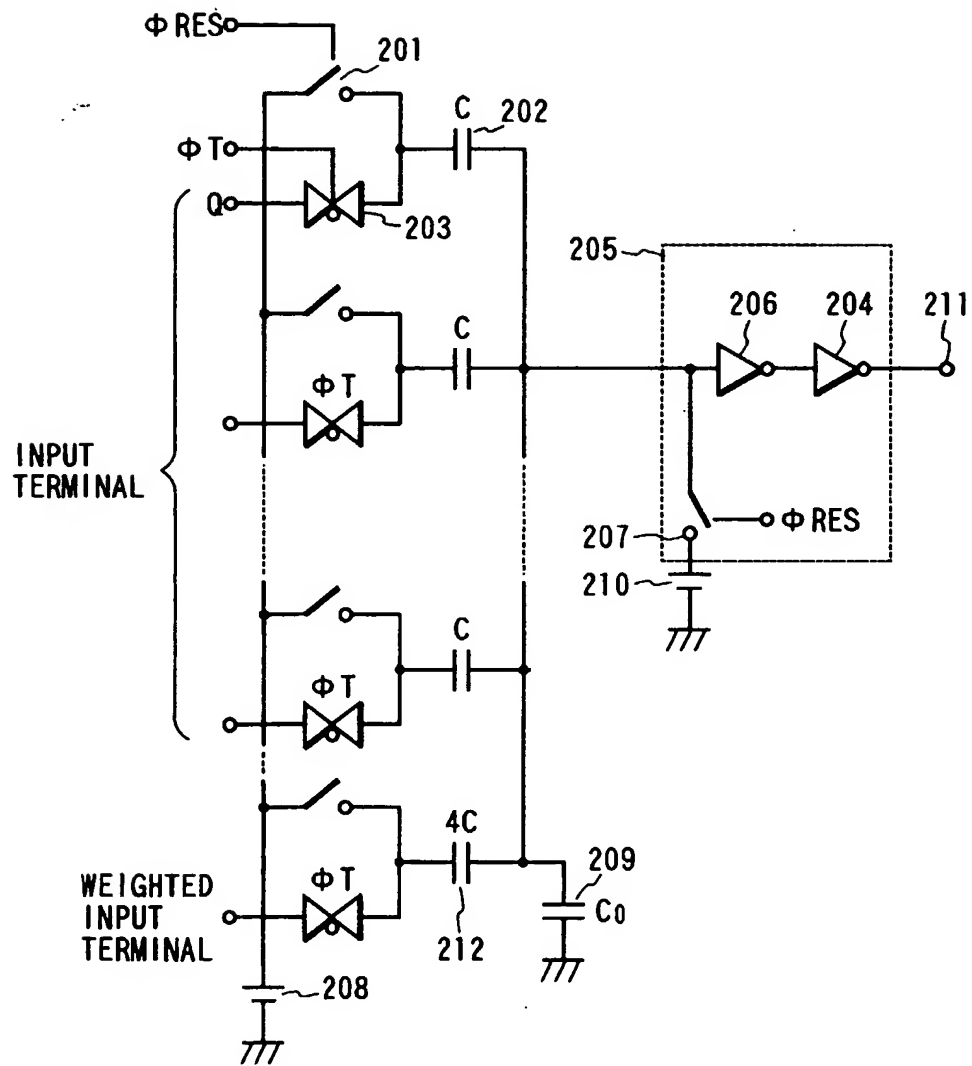 ΦRES
201
C
202
ΦT
Q
203
205
206
204
211
C
ΦT
INPUT
TERMINAL
ΦRES
207
210
C
ΦT
4C
209
ΦT
C0
WEIGHTED
INPUT
TERMINAL
212
208